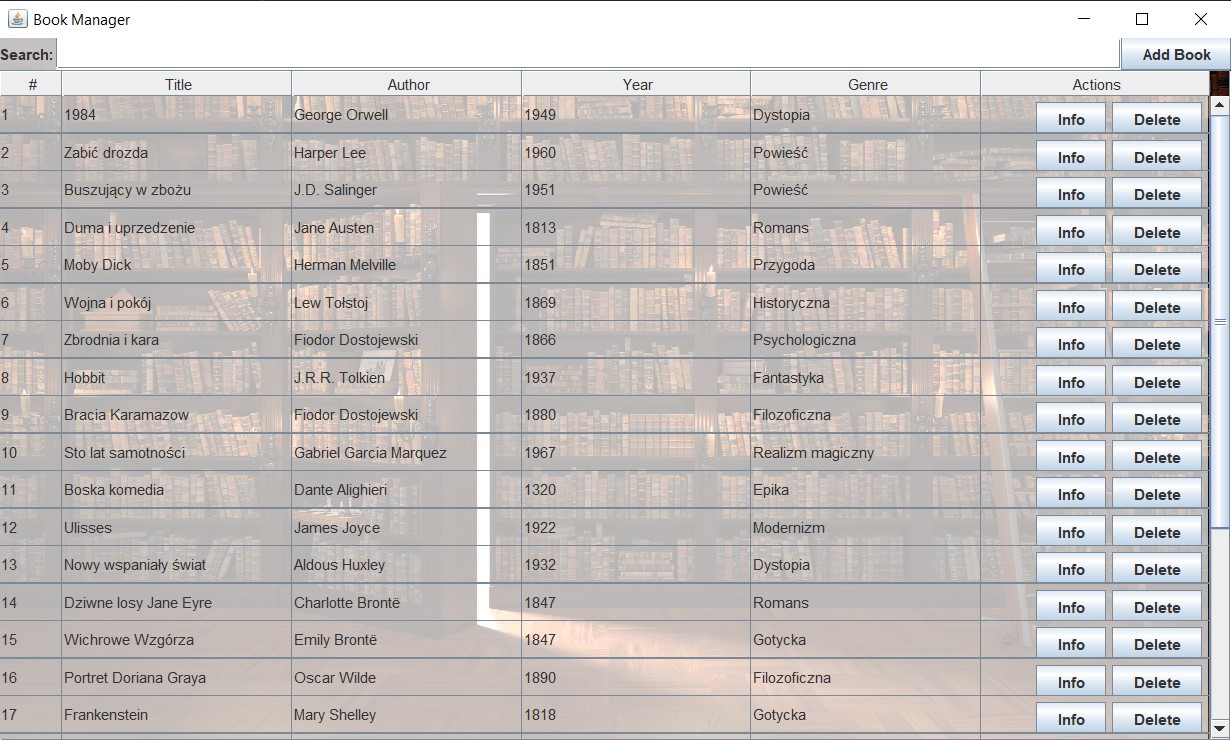 Book Manager
Search: Add Book
# Title Author Year Genre Actions
1 1984 George Orwell 1949 Dystopia Info Delete
2 Zabić drozda Harper Lee 1960 Powieść Info Delete
3 Buszujący w zbożu J.D. Salinger 1951 Powieść Info Delete
4 Duma i uprzedzenie Jane Austen 1813 Romans Info Delete
5 Moby Dick Herman Melville 1851 Przygoda Info Delete
6 Wojna i pokój Lew Tołstoj 1869 Historyczna Info Delete
7 Zbrodnia i kara Fiodor Dostojewski 1866 Psychologiczna Info Delete
8 Hobbit J.R.R. Tolkien 1937 Fantastyka Info Delete
9 Bracia Karamazow Fiodor Dostojewski 1880 Filozoficzna Info Delete
10 Sto lat samotności Gabriel Garcia Marquez 1967 Realizm magiczny Info Delete
11 Boska komedia Dante Alighieri 1320 Epika Info Delete
12 Ulisses James Joyce 1922 Modernizm Info Delete
13 Nowy wspaniały świat Aldous Huxley 1932 Dystopia Info Delete
14 Dziwne losy Jane Eyre Charlotte Brontë 1847 Romans Info Delete
15 Wichrowe Wzgórza Emily Brontë 1847 Gotycka Info Delete
16 Portret Doriana Graya Oscar Wilde 1890 Filozoficzna Info Delete
17 Frankenstein Mary Shelley 1818 Gotycka Info Delete